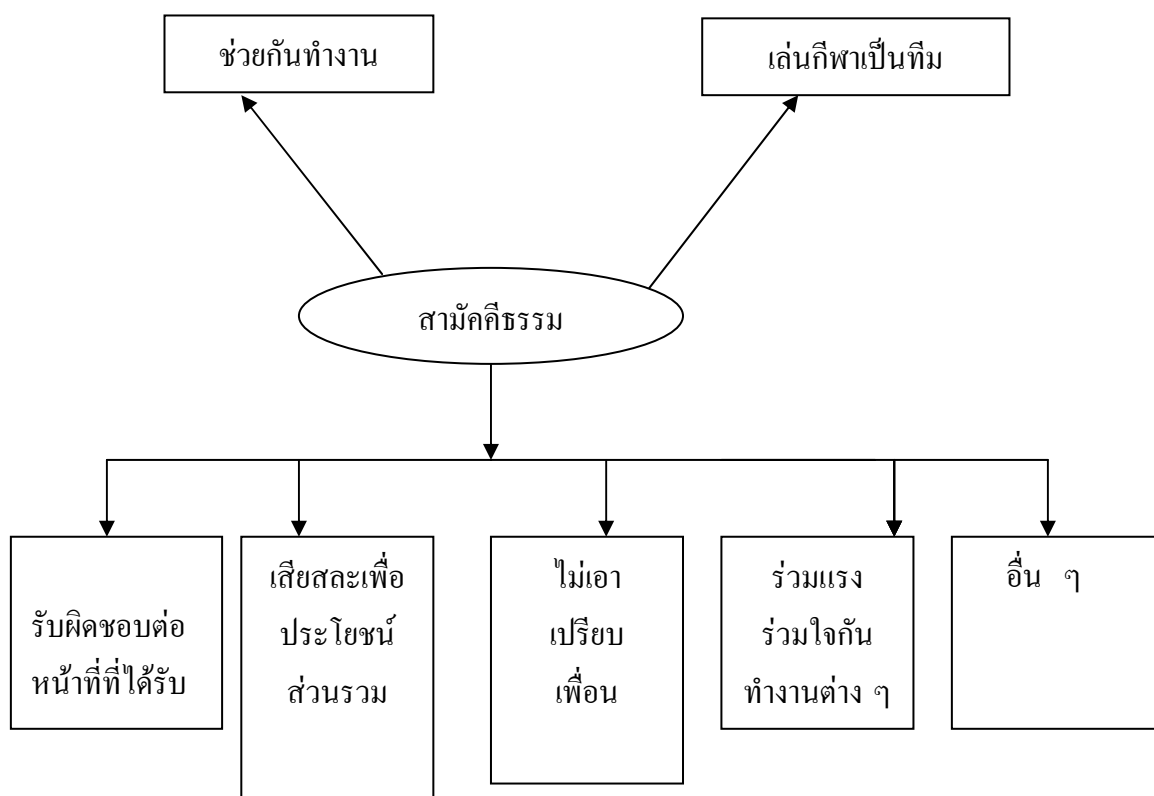 ช่วยกันทำงาน
เล่นกีฬาเป็นทีม
สามัคคีธรรม
รับผิดชอบต่อ
หน้าที่ที่ได้รับ
เสียสละเพื่อ
ประโยชน์
ส่วนรวม
ไม่เอา
เปรียบ
เพื่อน
ร่วมแรง
ร่วมใจกัน
ทำงานต่าง ๆ
อื่น ๆ